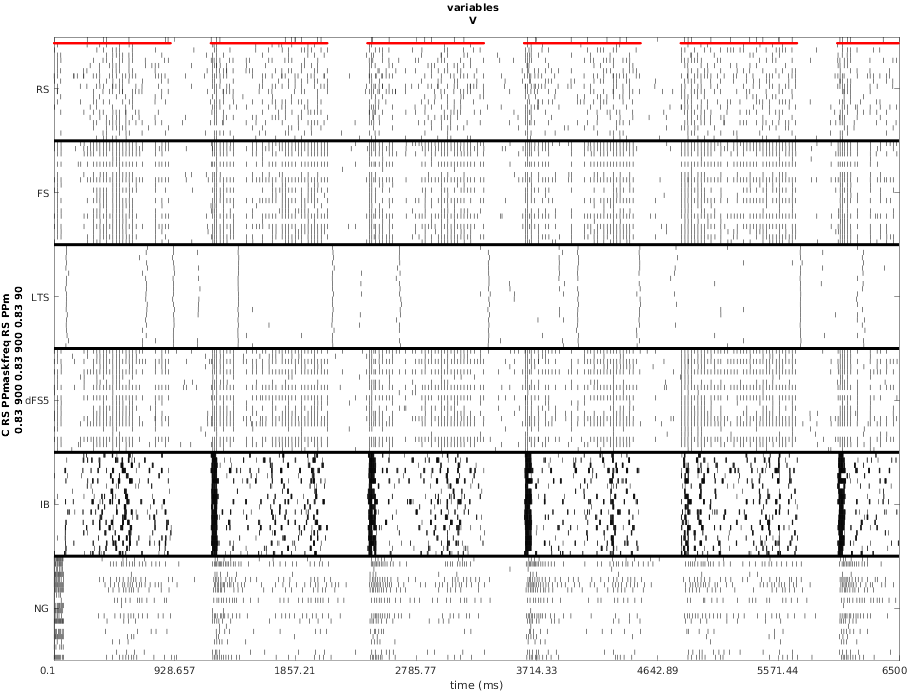 variables
V
RS
FS
LTS
dFS5
IB
NG
C RS PPmaskfreq RS PPm
0.83 900 0.83 900 0.83 90
0.1
928.657
1857.21
2785.77
3714.33
4642.89
5571.44
6500
time (ms)